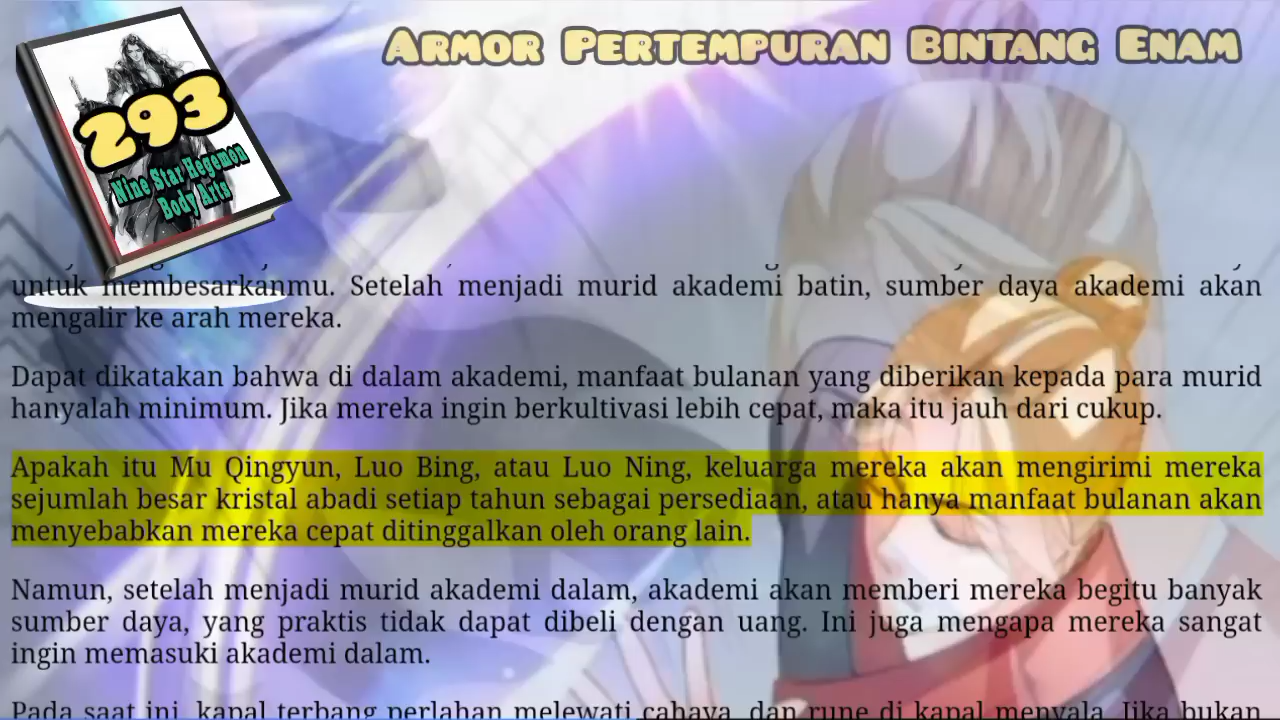 Armor Pertempuran Bintang Enam
293
Nine Star Hegemon
Body Arts
untuk membesarkanmu. Setelah menjadi murid akademi batin, sumber daya akademi akan
mengalir ke arah mereka.
Dapat dikatakan bahwa di dalam akademi, manfaat bulanan yang diberikan kepada para murid
hanyalah minimum. Jika mereka ingin berkultivasi lebih cepat, maka itu jauh dari cukup.
Apakah itu Mu Qingyun, Luo Bing, atau Luo Ning, keluarga mereka akan mengirimi mereka
sejumlah besar kristal abadi setiap tahun sebagai persediaan, atau hanya manfaat bulanan akan
menyebabkan mereka cepat ditinggalkan oleh orang lain.
Namun, setelah menjadi murid akademi dalam, akademi akan memberi mereka begitu banyak
sumber daya, yang praktis tidak dapat dibeli dengan uang. Ini juga mengapa mereka sangat
ingin memasuki akademi dalam.
Pada saat ini, kapal terbang perlahan melewati cahaya, dan rune di kapal menyala. Jika bukan